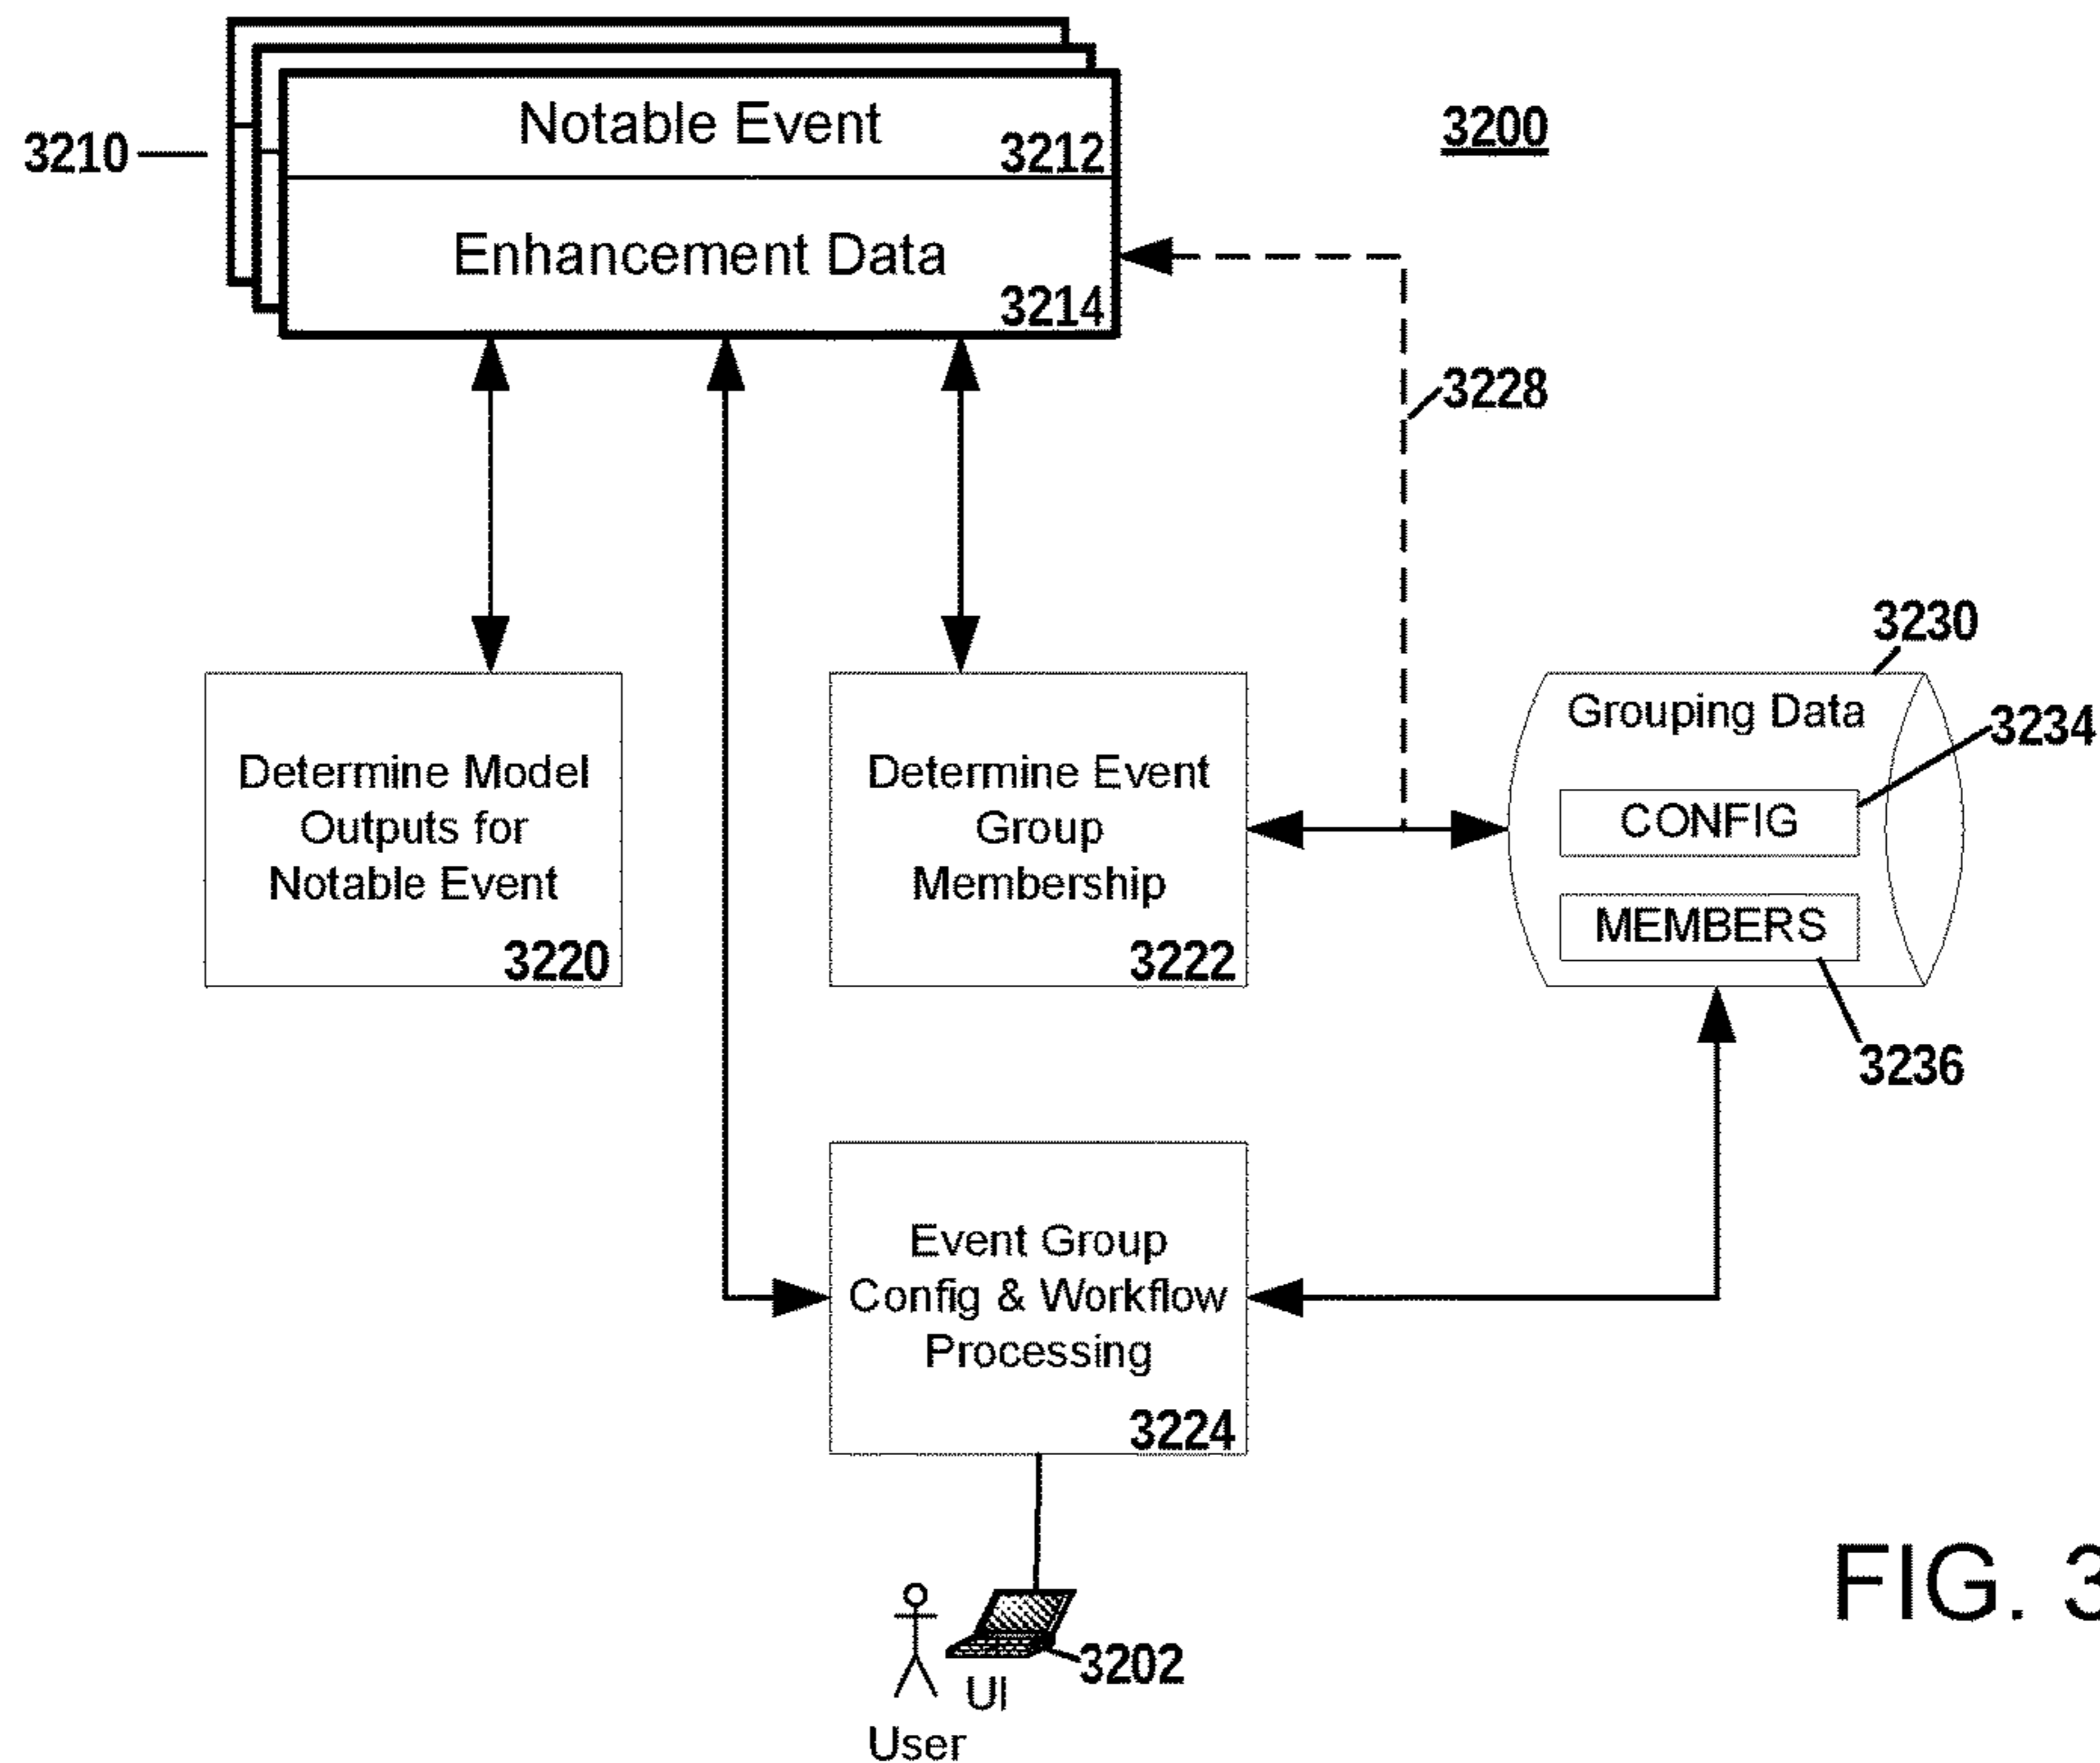 Notable Event
3212
3200
3210
Enhancement Data
3214
3228
3230
Grouping Data
3234
Determine Model
Outputs for
Notable Event
3220
Determine Event
Group
Membership
3222
CONFIG
MEMBERS
3236
Event Group
Config & Workflow
Processing
3224
3202
UI
User
FIG. 3